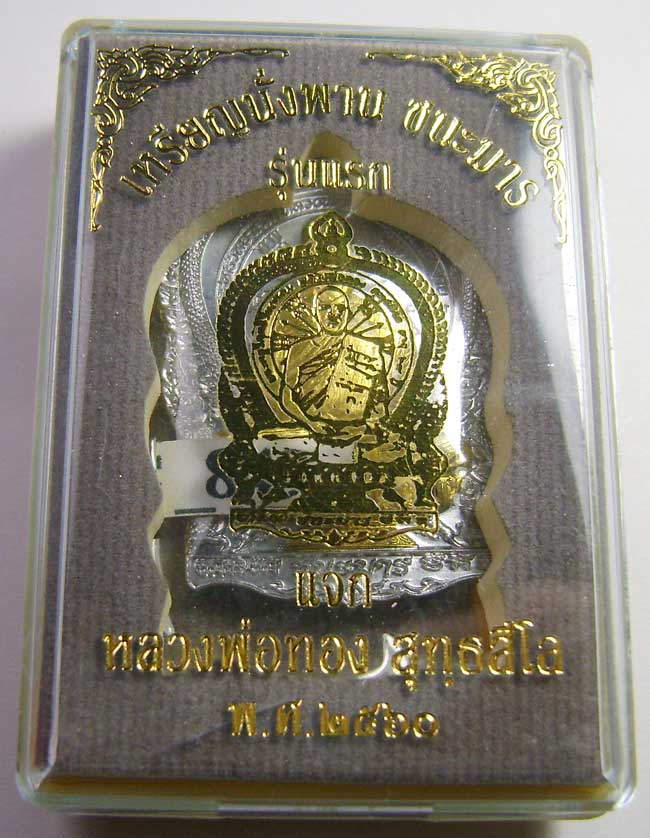 เหรียญนั่งพาน ชนะมาร
รุ่นแรก
8
แจก
หลวงพ่อทอง สุทฺธสีโล
พ.ศ.๒๕๖๐